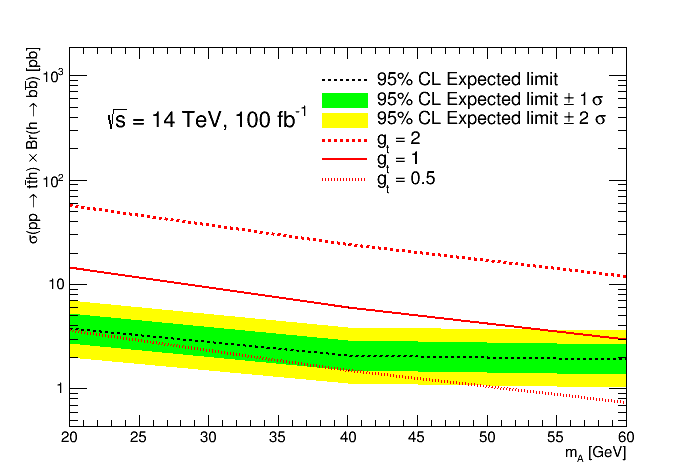 σ(pp → tt̄h) × Br(h → bb̄) [pb]
10³
10²
10
1
√s = 14 TeV, 100 fb⁻¹
95% CL Expected limit
95% CL Expected limit ± 1 σ
95% CL Expected limit ± 2 σ
g_t = 2
g_t = 1
g_t = 0.5
20 25 30 35 40 45 50 55 60
m_A [GeV]